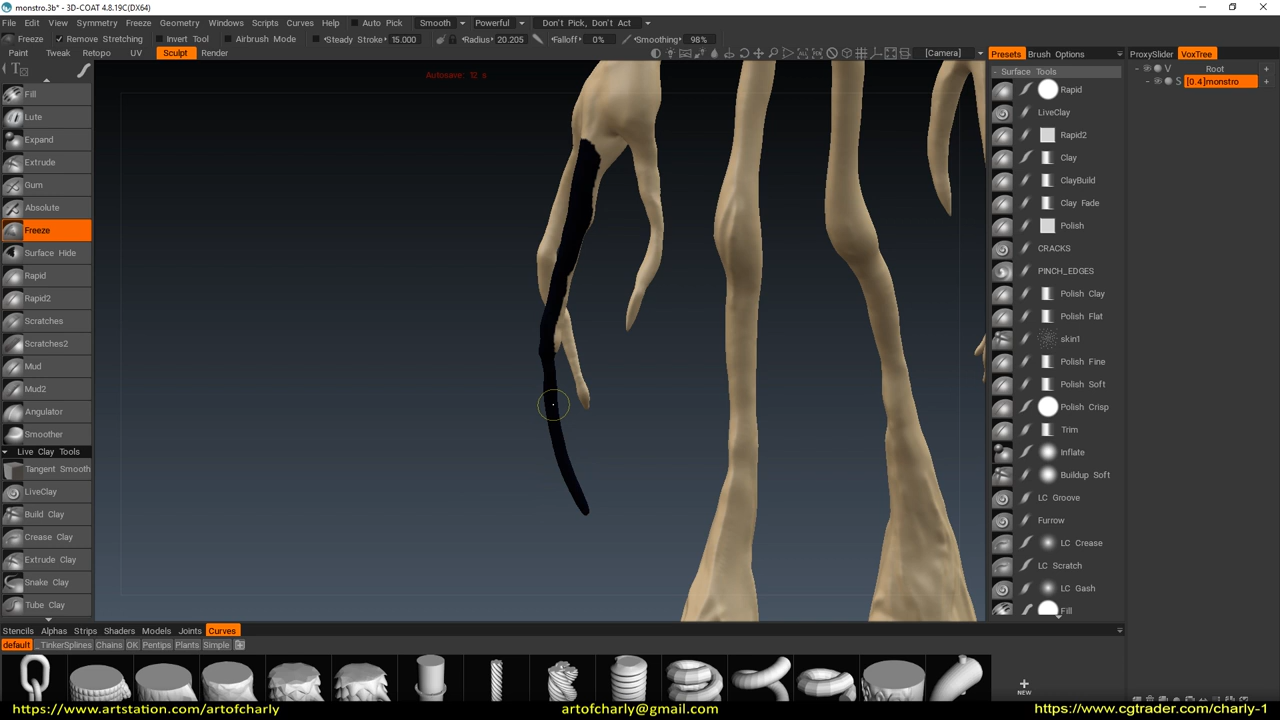 monstro.3b* - 3D-COAT 4.8.19C(DX64)
File Edit View Symmetry Freeze Geometry Windows Scripts Curves Help Auto Pick Smooth Powerful Don't Pick, Don't Act
Freeze Remove Stretching Invert Tool Airbrush Mode Steady Stroke 15.000 Radius 20.205 Falloff 0% Smoothing 98%
Paint Tweak Retopo UV Sculpt Render [Camera] Presets Brush Options ProxySlider VoxTree
Autosave: 12 s
Fill
Lute
Expand
Extrude
Gum
Absolute
Freeze
Surface Hide
Rapid
Rapid2
Scratches
Scratches2
Mud
Mud2
Angulator
Smoother
Live Clay Tools
Tangent Smooth
LiveClay
Build Clay
Crease Clay
Extrude Clay
Snake Clay
Tube Clay
Surface Tools
Rapid
LiveClay
Rapid2
Clay
ClayBuild
Clay Fade
Polish
CRACKS
PINCH_EDGES
Polish Clay
Polish Flat
skin1
Polish Fine
Polish Soft
Polish Crisp
Trim
Inflate
Buildup Soft
LC Groove
Furrow
LC Crease
LC Scratch
LC Gash
Fill
V Root +
S [0.4]monstro +
Stencils Alphas Strips Shaders Models Joints Curves
default _TinkerSplines Chains OK Pentips Plants Simple
NEW
https://www.artstation.com/artofcharly artofcharly@gmail.com https://www.cgtrader.com/charly-1